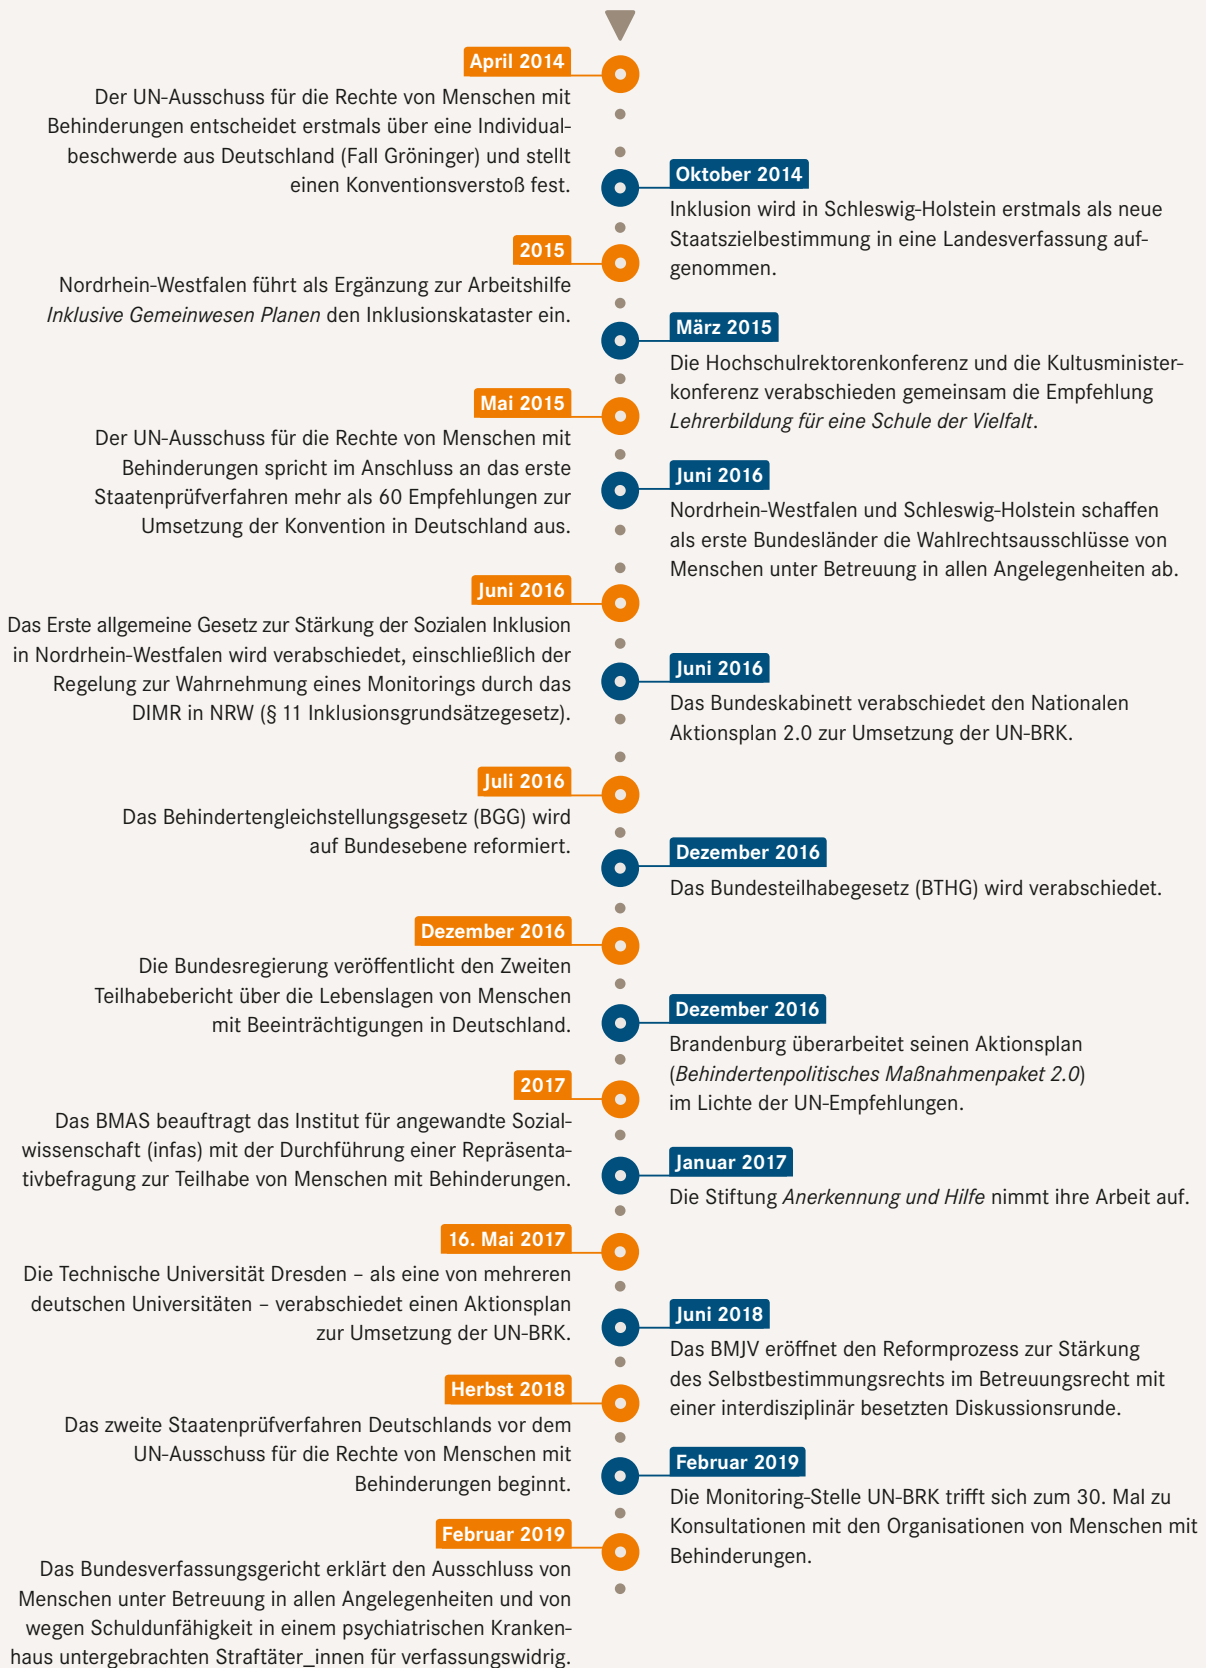 April 2014
Der UN-Ausschuss für die Rechte von Menschen mit
Behinderungen entscheidet erstmals über eine Individual-
beschwerde aus Deutschland (Fall Gröninger) und stellt
einen Konventionsverstoß fest.
Oktober 2014
Inklusion wird in Schleswig-Holstein erstmals als neue
Staatszielbestimmung in eine Landesverfassung auf-
genommen.
2015
Nordrhein-Westfalen führt als Ergänzung zur Arbeitshilfe
Inklusive Gemeinwesen Planen den Inklusionskataster ein.
März 2015
Die Hochschulrektorenkonferenz und die Kultusminister-
konferenz verabschieden gemeinsam die Empfehlung
Lehrerbildung für eine Schule der Vielfalt.
Mai 2015
Der UN-Ausschuss für die Rechte von Menschen mit
Behinderungen spricht im Anschluss an das erste
Staatenprüfverfahren mehr als 60 Empfehlungen zur
Umsetzung der Konvention in Deutschland aus.
Juni 2016
Nordrhein-Westfalen und Schleswig-Holstein schaffen
als erste Bundesländer die Wahlrechtsausschlüsse von
Menschen unter Betreuung in allen Angelegenheiten ab.
Juni 2016
Das Erste allgemeine Gesetz zur Stärkung der Sozialen Inklusion
in Nordrhein-Westfalen wird verabschiedet, einschließlich der
Regelung zur Wahrnehmung eines Monitorings durch das
DIMR in NRW (§ 11 Inklusionsgrundsätzegesetz).
Juni 2016
Das Bundeskabinett verabschiedet den Nationalen
Aktionsplan 2.0 zur Umsetzung der UN-BRK.
Juli 2016
Das Behindertengleichstellungsgesetz (BGG) wird
auf Bundesebene reformiert.
Dezember 2016
Das Bundesteilhabegesetz (BTHG) wird verabschiedet.
Dezember 2016
Die Bundesregierung veröffentlicht den Zweiten
Teilhabebericht über die Lebenslagen von Menschen
mit Beeinträchtigungen in Deutschland.
Dezember 2016
Brandenburg überarbeitet seinen Aktionsplan
(Behindertenpolitisches Maßnahmenpaket 2.0)
im Lichte der UN-Empfehlungen.
2017
Das BMAS beauftragt das Institut für angewandte Sozial-
wissenschaft (infas) mit der Durchführung einer Repräsenta-
tivbefragung zur Teilhabe von Menschen mit Behinderungen.
Januar 2017
Die Stiftung Anerkennung und Hilfe nimmt ihre Arbeit auf.
16. Mai 2017
Die Technische Universität Dresden – als eine von mehreren
deutschen Universitäten – verabschiedet einen Aktionsplan
zur Umsetzung der UN-BRK.
Juni 2018
Das BMJV eröffnet den Reformprozess zur Stärkung
des Selbstbestimmungsrechts im Betreuungsrecht mit
einer interdisziplinär besetzten Diskussionsrunde.
Herbst 2018
Das zweite Staatenprüfverfahren Deutschlands vor dem
UN-Ausschuss für die Rechte von Menschen mit
Behinderungen beginnt.
Februar 2019
Die Monitoring-Stelle UN-BRK trifft sich zum 30. Mal zu
Konsultationen mit den Organisationen von Menschen mit
Behinderungen.
Februar 2019
Das Bundesverfassungsgericht erklärt den Ausschluss von
Menschen unter Betreuung in allen Angelegenheiten und von
wegen Schuldunfähigkeit in einem psychiatrischen Kranken-
haus untergebrachten Straftäter_innen für verfassungswidrig.